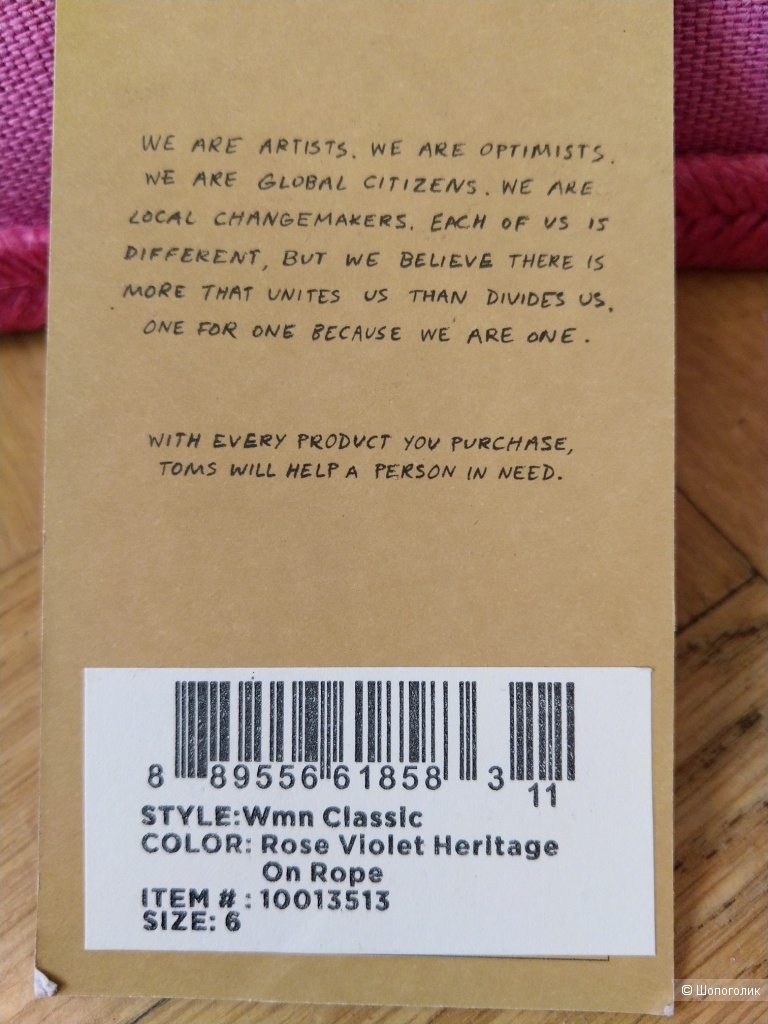 WE ARE ARTISTS. WE ARE OPTIMISTS.
WE ARE GLOBAL CITIZENS. WE ARE
LOCAL CHANGEMAKERS. EACH OF US IS
DIFFERENT, BUT WE BELIEVE THERE IS
MORE THAT UNITES US THAN DIVIDES US.
ONE FOR ONE BECAUSE WE ARE ONE.
WITH EVERY PRODUCT YOU PURCHASE,
TOMS WILL HELP A PERSON IN NEED.
8 89556 61858 3 11
STYLE:Wmn Classic
COLOR: Rose Violet Heritage
On Rope
ITEM # : 10013513
SIZE: 6
© Шопоголик